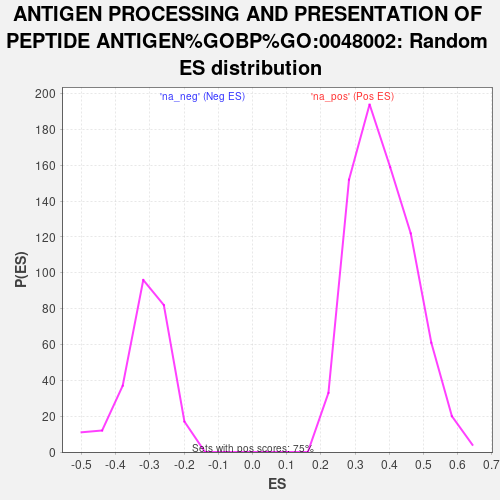 ANTIGEN PROCESSING AND PRESENTATION OF
PEPTIDE ANTIGEN%GOBP%GO:0048002: Random
ES distribution
'na_neg' (Neg ES) 'na_pos' (Pos ES)
200
180
160
140
120
100
80
60
40
20
0
P(ES)
Sets with pos scores: 75%
-0.5 -0.4 -0.3 -0.2 -0.1 0.0 0.1 0.2 0.3 0.4 0.5 0.6 0.7
ES